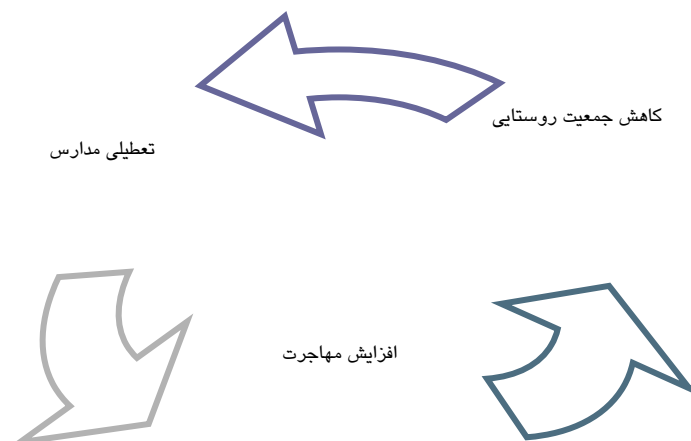 کاهش جمعیت روستایی
تعطیلی مدارس
افزایش مهاجرت